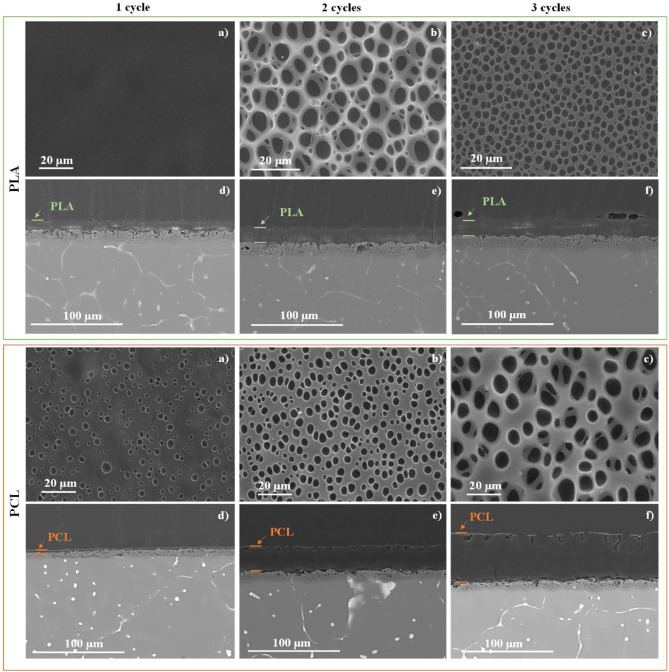 1 cycle 2 cycles 3 cycles
PLA
a) b) c)
20 µm 20 µm 20 µm
d) e) f)
PLA PLA PLA
100 µm 100 µm 100 µm
PCL
a) b) c)
20 µm 20 µm 20 µm
d) e) f)
PCL PCL PCL
100 µm 100 µm 100 µm